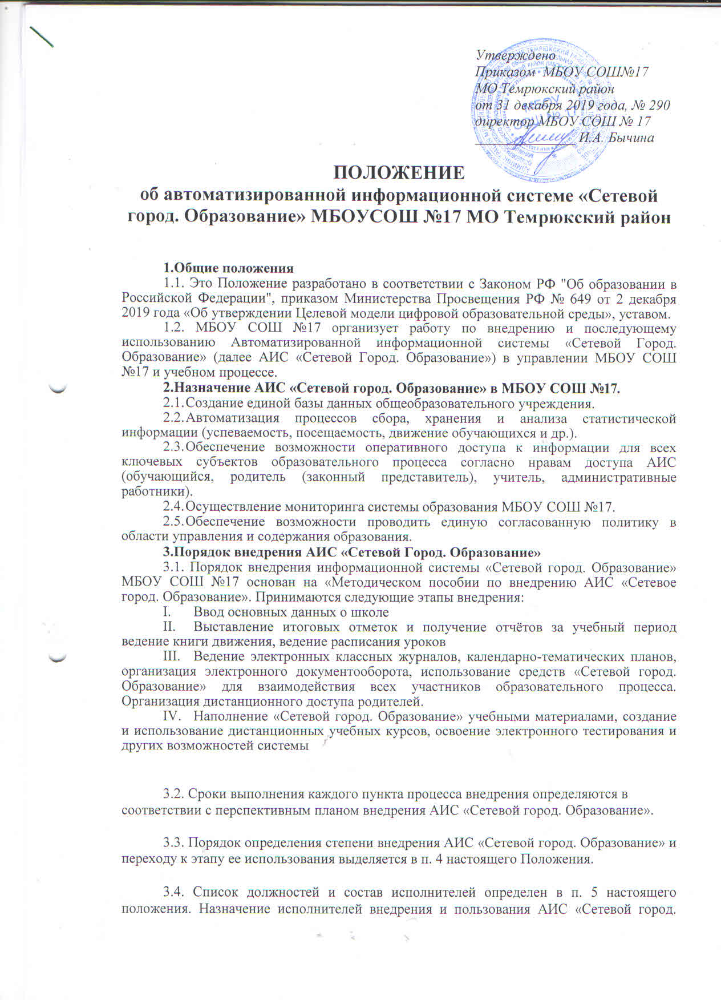 Утверждено
Приказом МБОУ СОШ№17
МО Темрюкский район
от 31 декабря 2019 года, № 290
директор МБОУ СОШ № 17
И.А. Бычина
МБОУ
СОШ № 17
ПОЛОЖЕНИЕ
об автоматизированной информационной системе «Сетевой
город. Образование» МБОУСОШ №17 МО Темрюкский район
1.Общие положения
1.1. Это Положение разработано в соответствии с Законом РФ "Об образовании в
Российской Федерации", приказом Министерства Просвещения РФ № 649 от 2 декабря
2019 года «Об утверждении Целевой модели цифровой образовательной среды», уставом.
1.2. МБОУ СОШ №17 организует работу по внедрению и последующему
использованию Автоматизированной информационной системы «Сетевой Город.
Образование» (далее АИС «Сетевой Город. Образование») в управлении МБОУ СОШ
№17 и учебном процессе.
2.Назначение АИС «Сетевой город. Образование» в МБОУ СОШ №17.
2.1.Создание единой базы данных общеобразовательного учреждения.
2.2.Автоматизация процессов сбора, хранения и анализа статистической
информации (успеваемость, посещаемость, движение обучающихся и др.).
2.3.Обеспечение возможности оперативного доступа к информации для всех
ключевых субъектов образовательного процесса согласно нравам доступа АИС
(обучающийся, родитель (законный представитель), учитель, административные
работники).
2.4.Осуществление мониторинга системы образования МБОУ СОШ №17.
2.5.Обеспечение возможности проводить единую согласованную политику в
области управления и содержания образования.
3.Порядок внедрения АИС «Сетевой Город. Образование»
3.1. Порядок внедрения информационной системы «Сетевой город. Образование»
МБОУ СОШ №17 основан на «Методическом пособии по внедрению АИС «Сетевое
город. Образование». Принимаются следующие этапы внедрения:
I. Ввод основных данных о школе
II. Выставление итоговых отметок и получение отчётов за учебный период
ведение книги движения, ведение расписания уроков
III. Ведение электронных классных журналов, календарно-тематических планов,
организация электронного документооборота, использование средств «Сетевой город.
Образование» для взаимодействия всех участников образовательного процесса.
Организация дистанционного доступа родителей.
IV. Наполнение «Сетевой город. Образование» учебными материалами, создание
и использование дистанционных учебных курсов, освоение электронного тестирования и
других возможностей системы
3.2. Сроки выполнения каждого пункта процесса внедрения определяются в
соответствии с перспективным планом внедрения АИС «Сетевой город. Образование».
3.3. Порядок определения степени внедрения АИС «Сетевой город. Образование» и
переходу к этапу ее использования выделяется в п. 4 настоящего Положения.
3.4. Список должностей и состав исполнителей определен в п. 5 настоящего
положения. Назначение исполнителей внедрения и пользования АИС «Сетевой город.